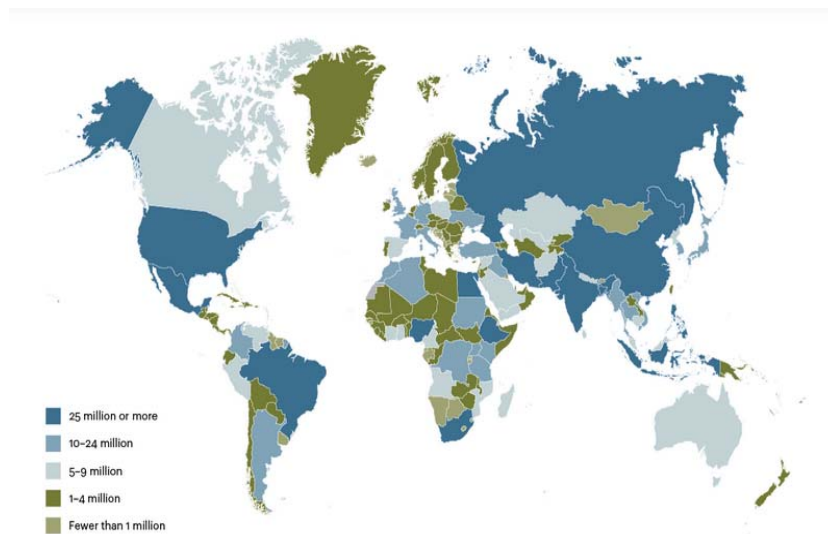 25 million or more
10–24 million
5–9 million
1–4 million
Fewer than 1 million